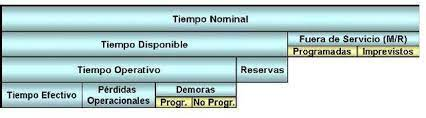 Tiempo Nominal
Tiempo Disponible
Fuera de Servicio (M/R)
Programadas
Imprevistos
Tiempo Operativo
Reservas
Tiempo Efectivo
Pérdidas
Operacionales
Demoras
Progr.
No Progr.